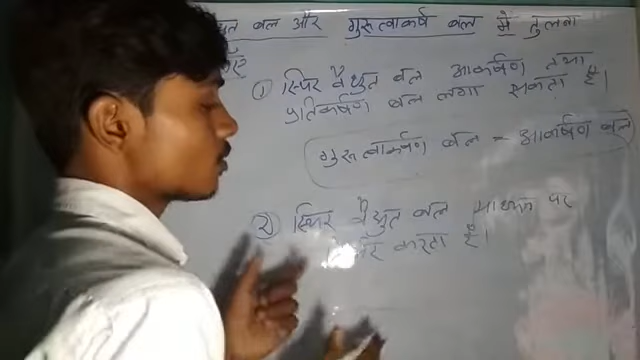 बल और गुरुत्वाकर्ष बल में तुलना
① स्थिर वैधुत बल आकर्षण तथा
प्रतिकर्षण बल लगा सकता है।
गुरुत्वाकर्षण बल = आकर्षण बल
② स्थिर वैधुत बल माध्यम पर
करता है।